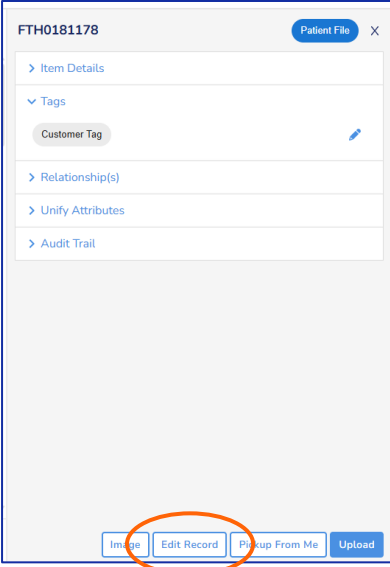 FTH0181178 Patient File X
Item Details
Tags
Customer Tag
Relationship(s)
Unify Attributes
Audit Trail
Image Edit Record Pickup From Me Upload